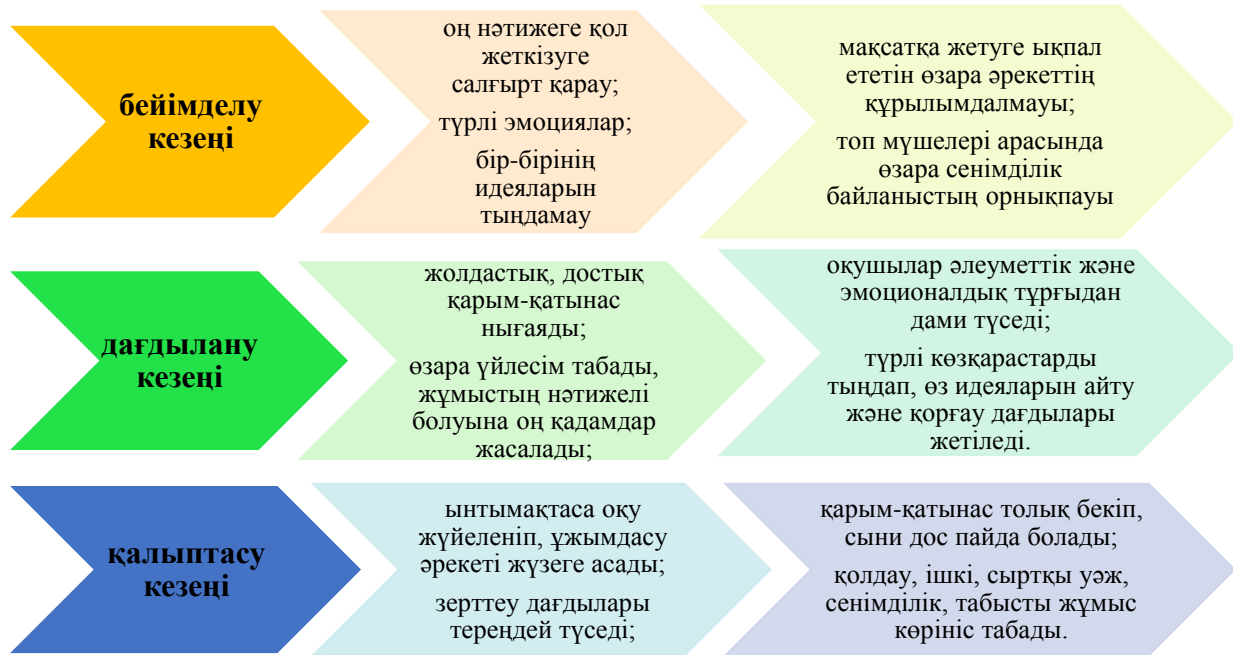 бейімделу
кезеңі
оң нәтижеге қол
жеткізуге
салғырт қарау;
түрлі эмоциялар;
бір-бірінің
идеяларын
тыңдамау
мақсатқа жетуге ықпал
ететін өзара әрекеттің
құрылымдалмауы;
топ мүшелері арасында
өзара сенімділік
байланыстың орнықпауы
дағдылану
кезеңі
жолдастық, достық
қарым-қатынас
нығаяды;
өзара үйлесім табады,
жұмыстың нәтижелі
болуына оң қадамдар
жасалады;
оқушылар әлеуметтік және
эмоционалдық тұрғыдан
дами түседі;
түрлі көзқарастарды
тыңдап, өз идеяларын айту
және қорғау дағдылары
жетіледі.
қалыптасу
кезеңі
ынтымақтаса оқу
жүйеленіп, ұжымдасу
әрекеті жүзеге асады;
зерттеу дағдылары
тереңдей түседі;
қарым-қатынас толық бекіп,
сыни дос пайда болады;
қолдау, ішкі, сыртқы уәж,
сенімділік, табысты жұмыс
көрініс табады.